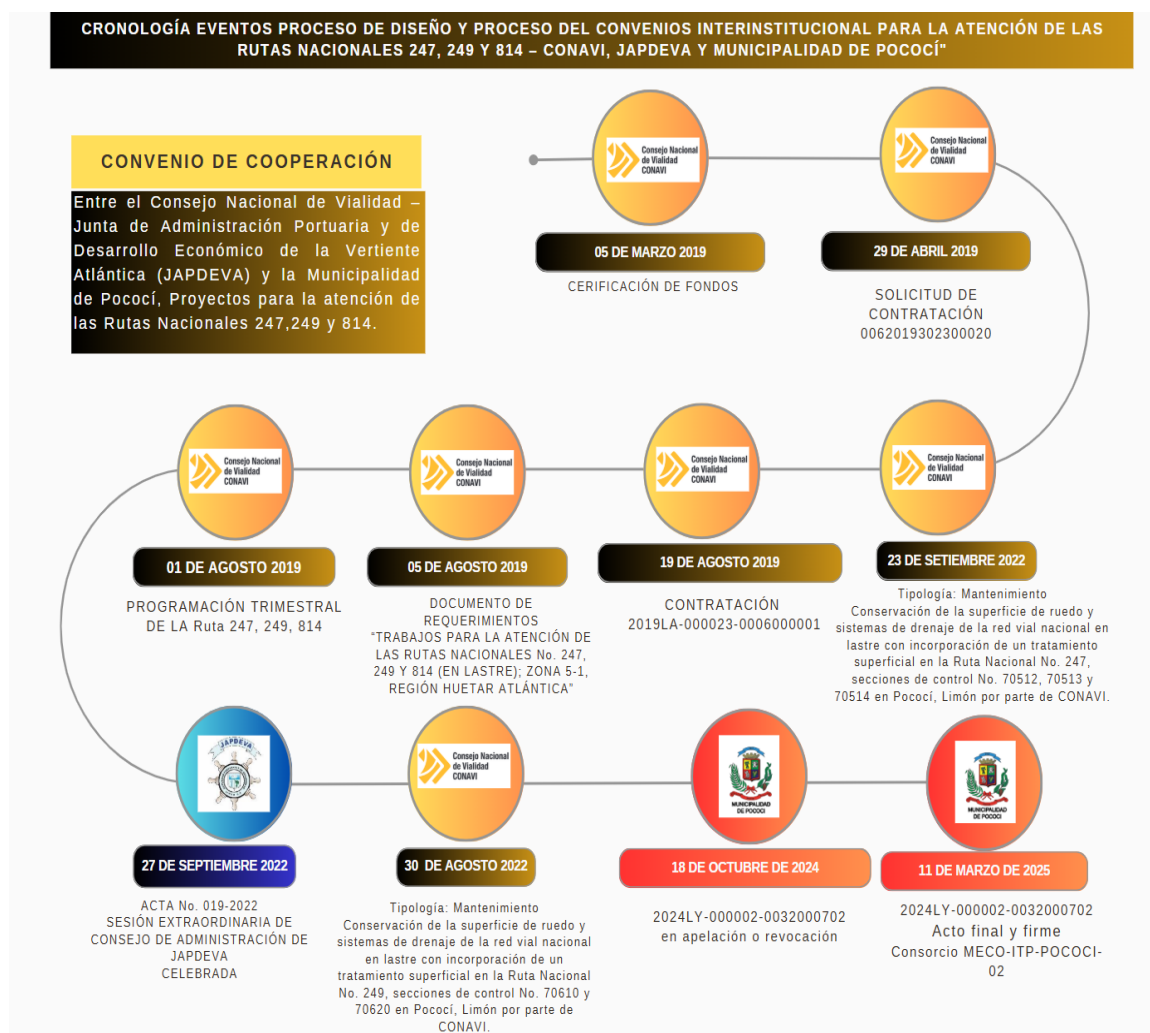 CRONOLOGÍA EVENTOS PROCESO DE DISEÑO Y PROCESO DEL CONVENIOS INTERINSTITUCIONAL PARA LA ATENCIÓN DE LAS
RUTAS NACIONALES 247, 249 Y 814 – CONAVI, JAPDEVA Y MUNICIPALIDAD DE POCOCÍ"
CONVENIO DE COOPERACIÓN
Entre el Consejo Nacional de Vialidad –
Junta de Administración Portuaria y de
Desarrollo Económico de la Vertiente
Atlántica (JAPDEVA) y la Municipalidad
de Pococí, Proyectos para la atención de
las Rutas Nacionales 247,249 y 814.
Consejo Nacional
de Vialidad
CONAVI
05 DE MARZO 2019
CERIFICACIÓN DE FONDOS
Consejo Nacional
de Vialidad
CONAVI
29 DE ABRIL 2019
SOLICITUD DE
CONTRATACIÓN
0062019302300020
Consejo Nacional
de Vialidad
CONAVI
01 DE AGOSTO 2019
PROGRAMACIÓN TRIMESTRAL
DE LA Ruta 247, 249, 814
Consejo Nacional
de Vialidad
CONAVI
05 DE AGOSTO 2019
DOCUMENTO DE
REQUERIMIENTOS
“TRABAJOS PARA LA ATENCIÓN DE
LAS RUTAS NACIONALES No. 247,
249 Y 814 (EN LASTRE); ZONA 5-1,
REGIÓN HUETAR ATLÁNTICA”
Consejo Nacional
de Vialidad
CONAVI
19 DE AGOSTO 2019
CONTRATACIÓN
2019LA-000023-0006000001
Consejo Nacional
de Vialidad
CONAVI
23 DE SETIEMBRE 2022
Tipología: Mantenimiento
Conservación de la superficie de ruedo y
sistemas de drenaje de la red vial nacional en
lastre con incorporación de un tratamiento
superficial en la Ruta Nacional No. 247,
secciones de control No. 70512, 70513 y
70514 en Pococí, Limón por parte de CONAVI.
JAPDEVA
27 DE SEPTIEMBRE 2022
ACTA No. 019-2022
SESIÓN EXTRAORDINARIA DE
CONSEJO DE ADMINISTRACIÓN DE
JAPDEVA
CELEBRADA
Consejo Nacional
de Vialidad
CONAVI
30 DE AGOSTO 2022
Tipología: Mantenimiento
Conservación de la superficie de ruedo y
sistemas de drenaje de la red vial nacional
en lastre con incorporación de un
tratamiento superficial en la Ruta Nacional
No. 249, secciones de control No. 70610 y
70620 en Pococí, Limón por parte de
CONAVI.
MUNICIPALIDAD
DE POCOCI
18 DE OCTUBRE DE 2024
2024LY-000002-0032000702
en apelación o revocación
MUNICIPALIDAD
DE POCOCI
11 DE MARZO DE 2025
2024LY-000002-0032000702
Acto final y firme
Consorcio MECO-ITP-POCOCI-
02